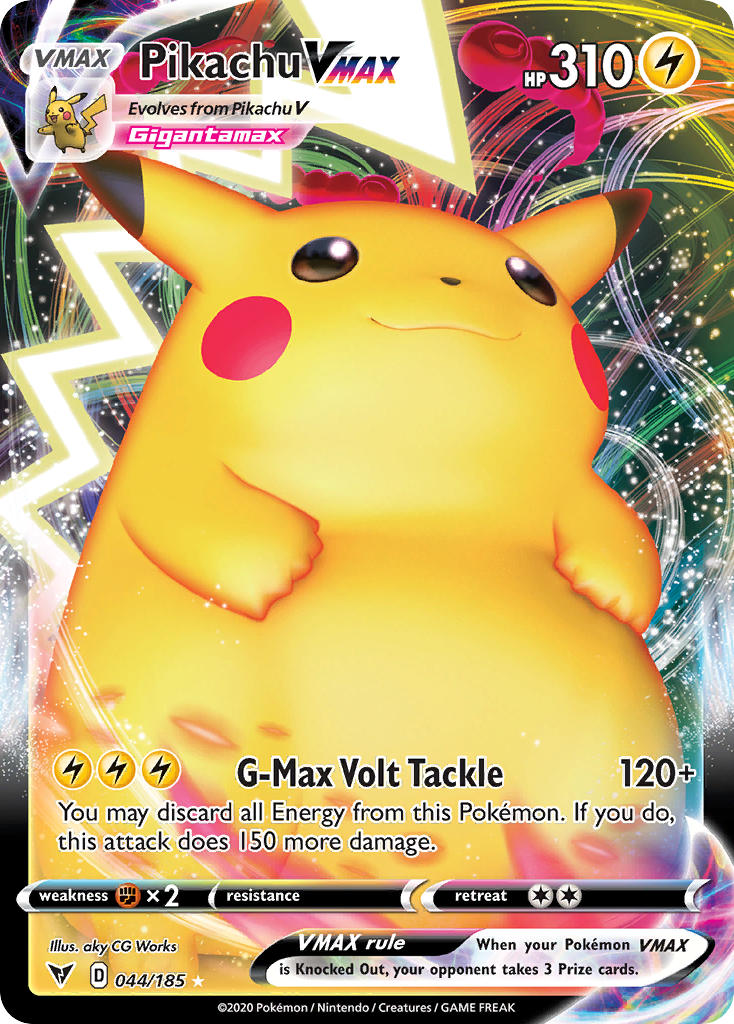 VMAX Pikachu VMAX HP 310
Evolves from Pikachu V
Gigantamax
G-Max Volt Tackle 120+
You may discard all Energy from this Pokémon. If you do,
this attack does 150 more damage.
weakness ×2 resistance retreat
Illus. aky CG Works
VMAX rule When your Pokémon VMAX
is Knocked Out, your opponent takes 3 Prize cards.
D 044/185
©2020 Pokémon / Nintendo / Creatures / GAME FREAK